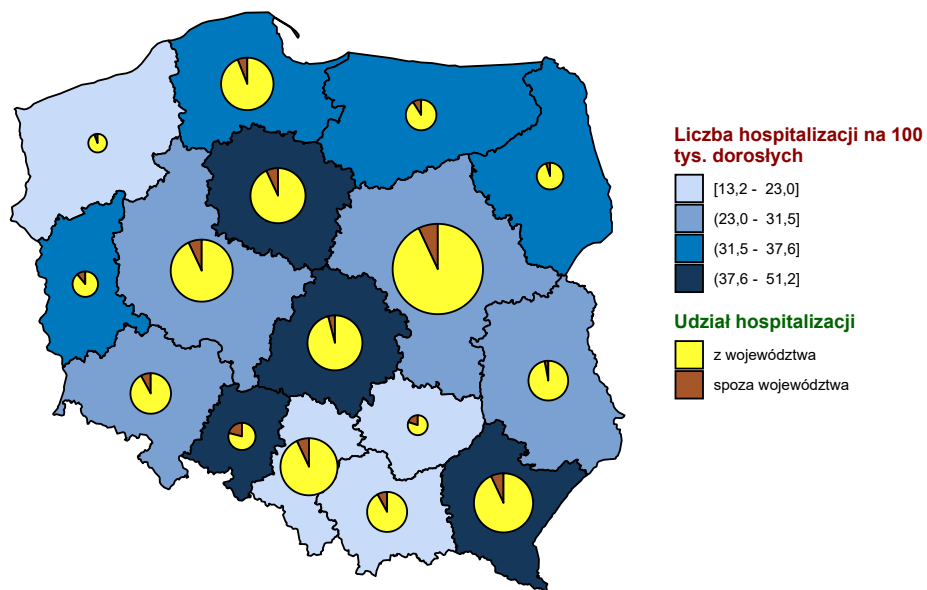 Liczba hospitalizacji na 100
tys. dorosłych
[13,2 - 23,0]
(23,0 - 31,5]
(31,5 - 37,6]
(37,6 - 51,2]
Udział hospitalizacji
z województwa
spoza województwa